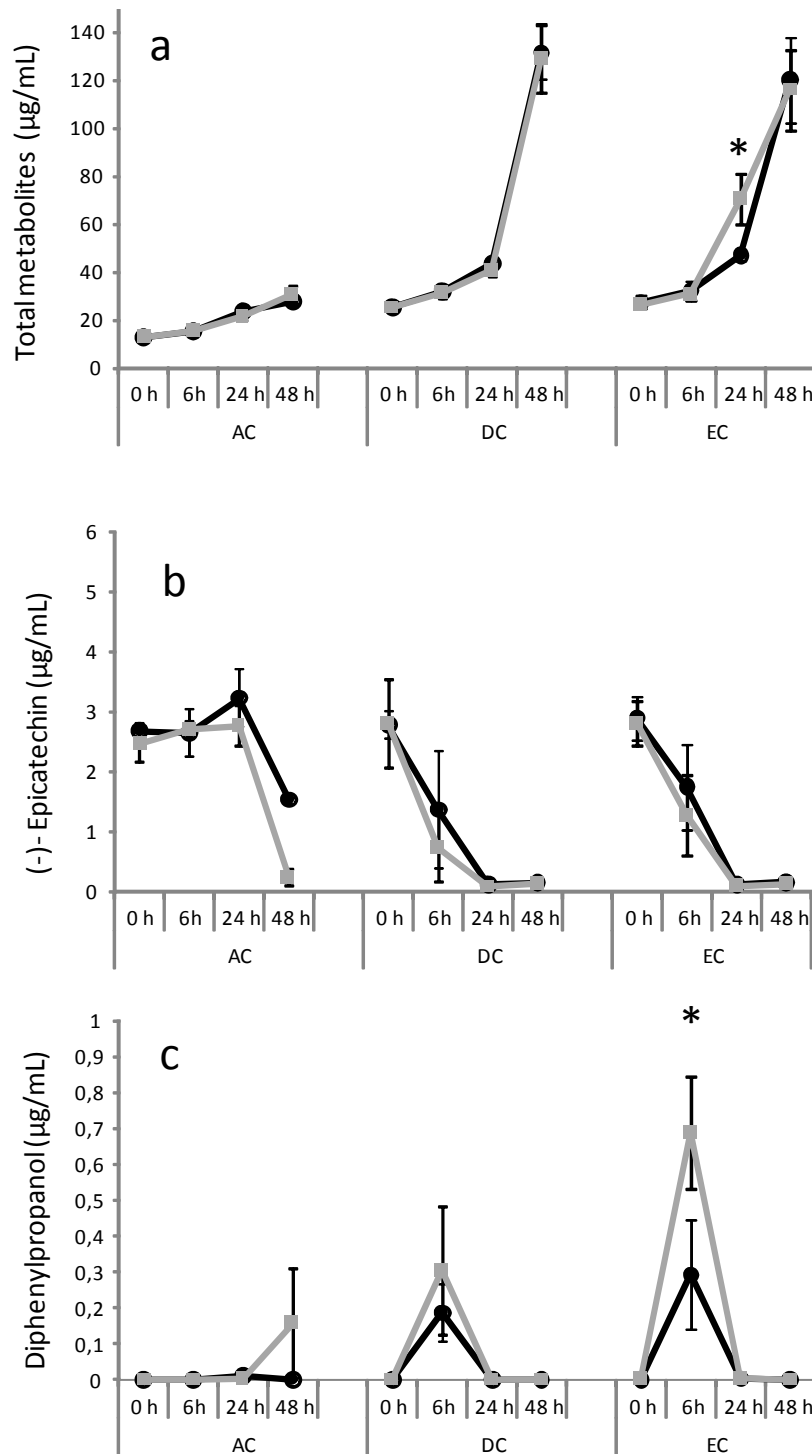 a
Total metabolites (µg/mL)
140
120
100
80
60
40
20
0
*
0 h 6h 24 h 48 h 0 h 6h 24 h 48 h 0 h 6h 24 h 48 h
AC DC EC
b
(-)- Epicatechin (µg/mL)
6
5
4
3
2
1
0
0 h 6h 24 h 48 h 0 h 6h 24 h 48 h 0 h 6h 24 h 48 h
AC DC EC
c
Diphenylpropanol (µg/mL)
1
0,9
0,8
0,7
0,6
0,5
0,4
0,3
0,2
0,1
0
*
0 h 6h 24 h 48 h 0 h 6h 24 h 48 h 0 h 6h 24 h 48 h
AC DC EC